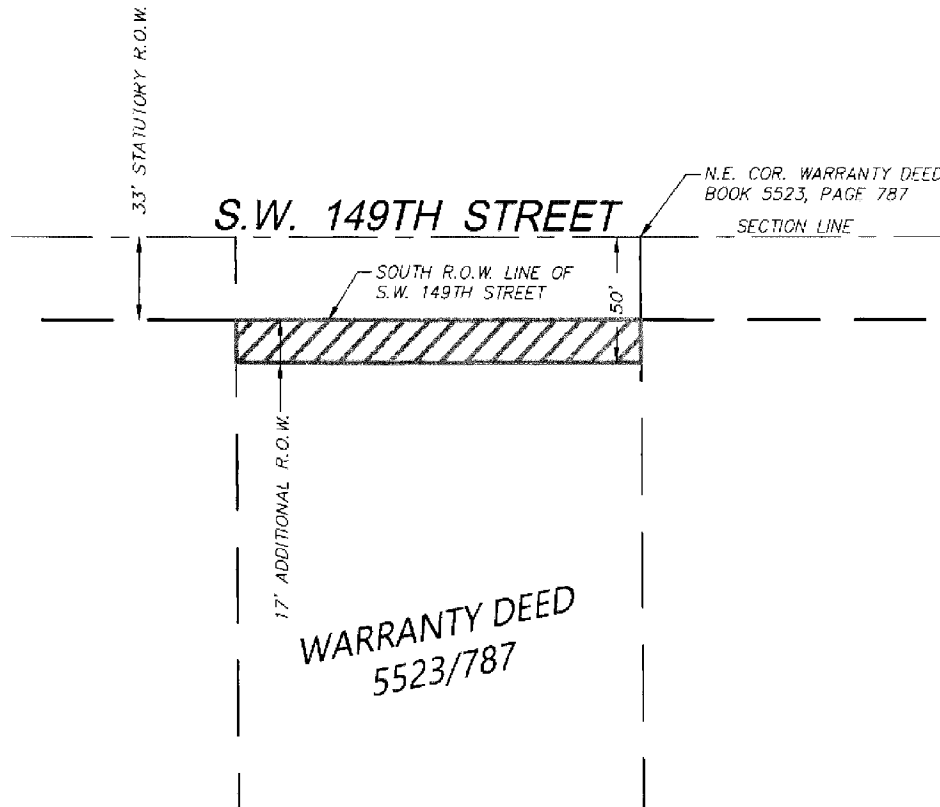 33' STATUTORY R.O.W.
N.E. COR. WARRANTY DEED
BOOK 5523, PAGE 787
S.W. 149TH STREET
SECTION LINE
SOUTH R.O.W. LINE OF
S.W. 149TH STREET
50'
17' ADDITIONAL R.O.W.
WARRANTY DEED
5523/787